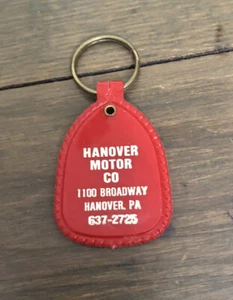 HANOVER
MOTOR
CO
1100 BROADWAY
HANOVER, PA
637-2725